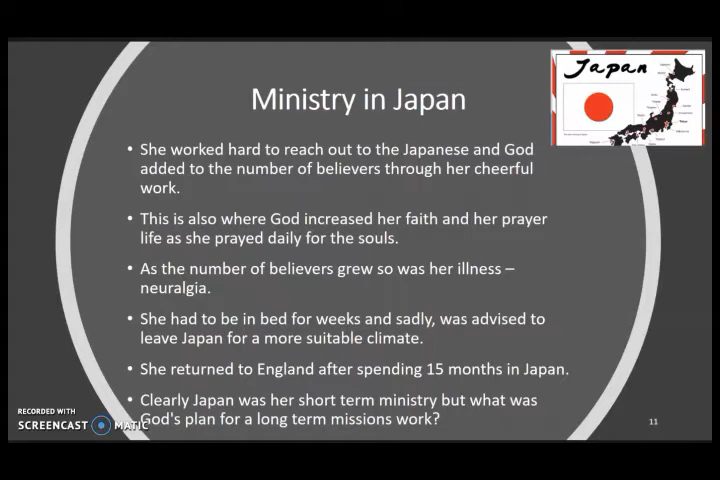 Japan
Ministry in Japan
• She worked hard to reach out to the Japanese and God
added to the number of believers through her cheerful
work.
• This is also where God increased her faith and her prayer
life as she prayed daily for the souls.
• As the number of believers grew so was her illness –
neuralgia.
• She had to be in bed for weeks and sadly, was advised to
leave Japan for a more suitable climate.
• She returned to England after spending 15 months in Japan.
• Clearly Japan was her short term ministry but what was
God's plan for a long term missions work?
RECORDED WITH
SCREENCAST MATIC
11